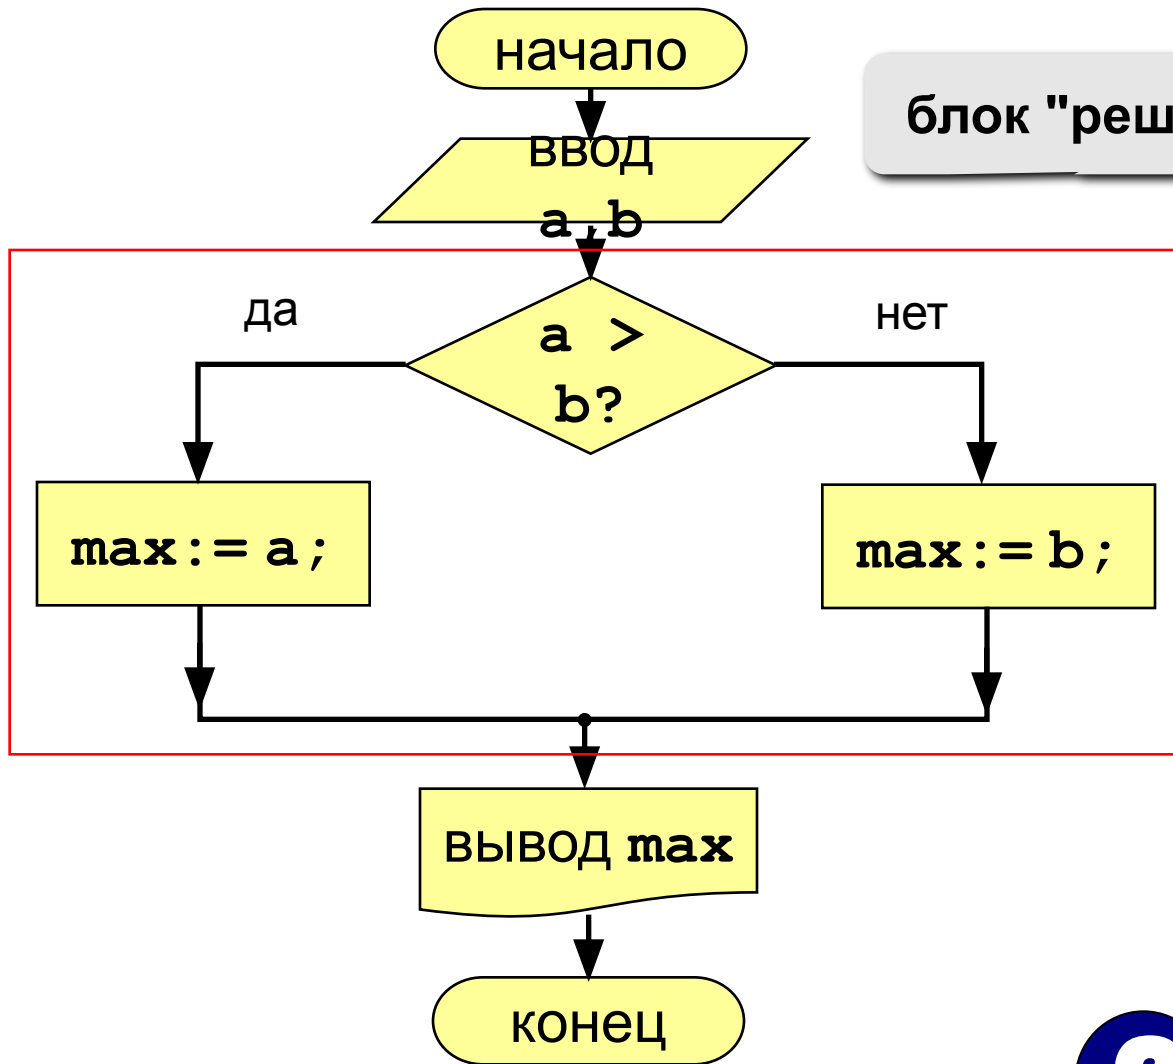 начало
блок "реш
ввод
a,b
да
нет
a >
b?
max:= a;
max:= b;
вывод max
конец